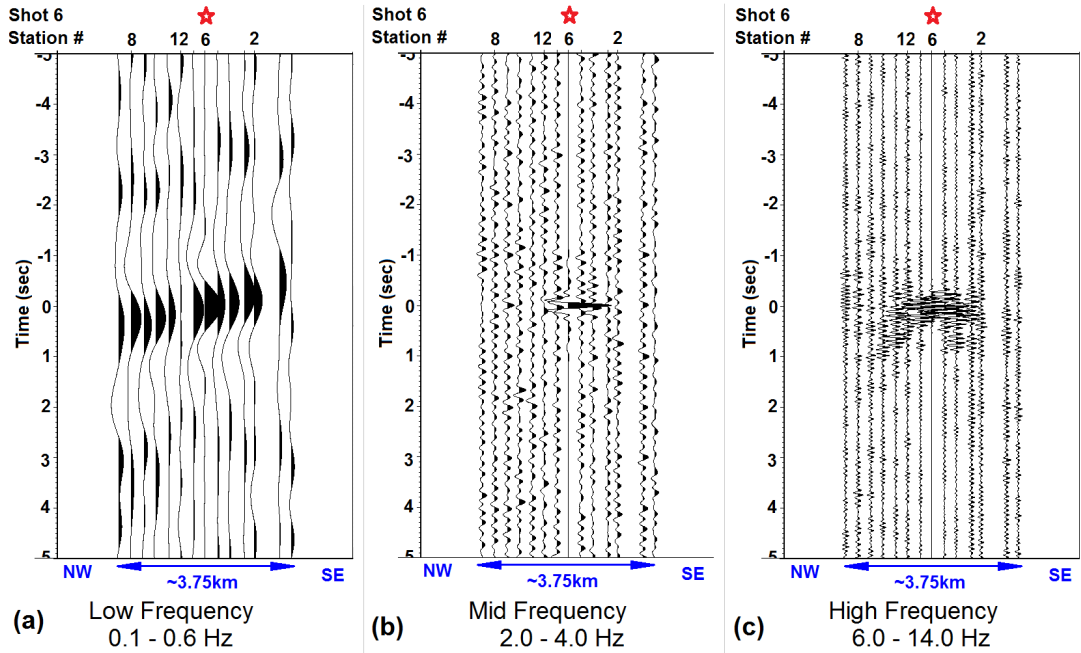 Shot 6
Station # 8 12 6 2
Time (sec)
-5
-4
-3
-2
-1
0
1
2
3
4
5
NW ~3.75km SE
(a) Low Frequency
0.1 - 0.6 Hz
Shot 6
Station # 8 12 6 2
Time (sec)
-5
-4
-3
-2
-1
0
1
2
3
4
5
NW ~3.75km SE
(b) Mid Frequency
2.0 - 4.0 Hz
Shot 6
Station # 8 12 6 2
Time (sec)
-5
-4
-3
-2
-1
0
1
2
3
4
5
NW ~3.75km SE
(c) High Frequency
6.0 - 14.0 Hz